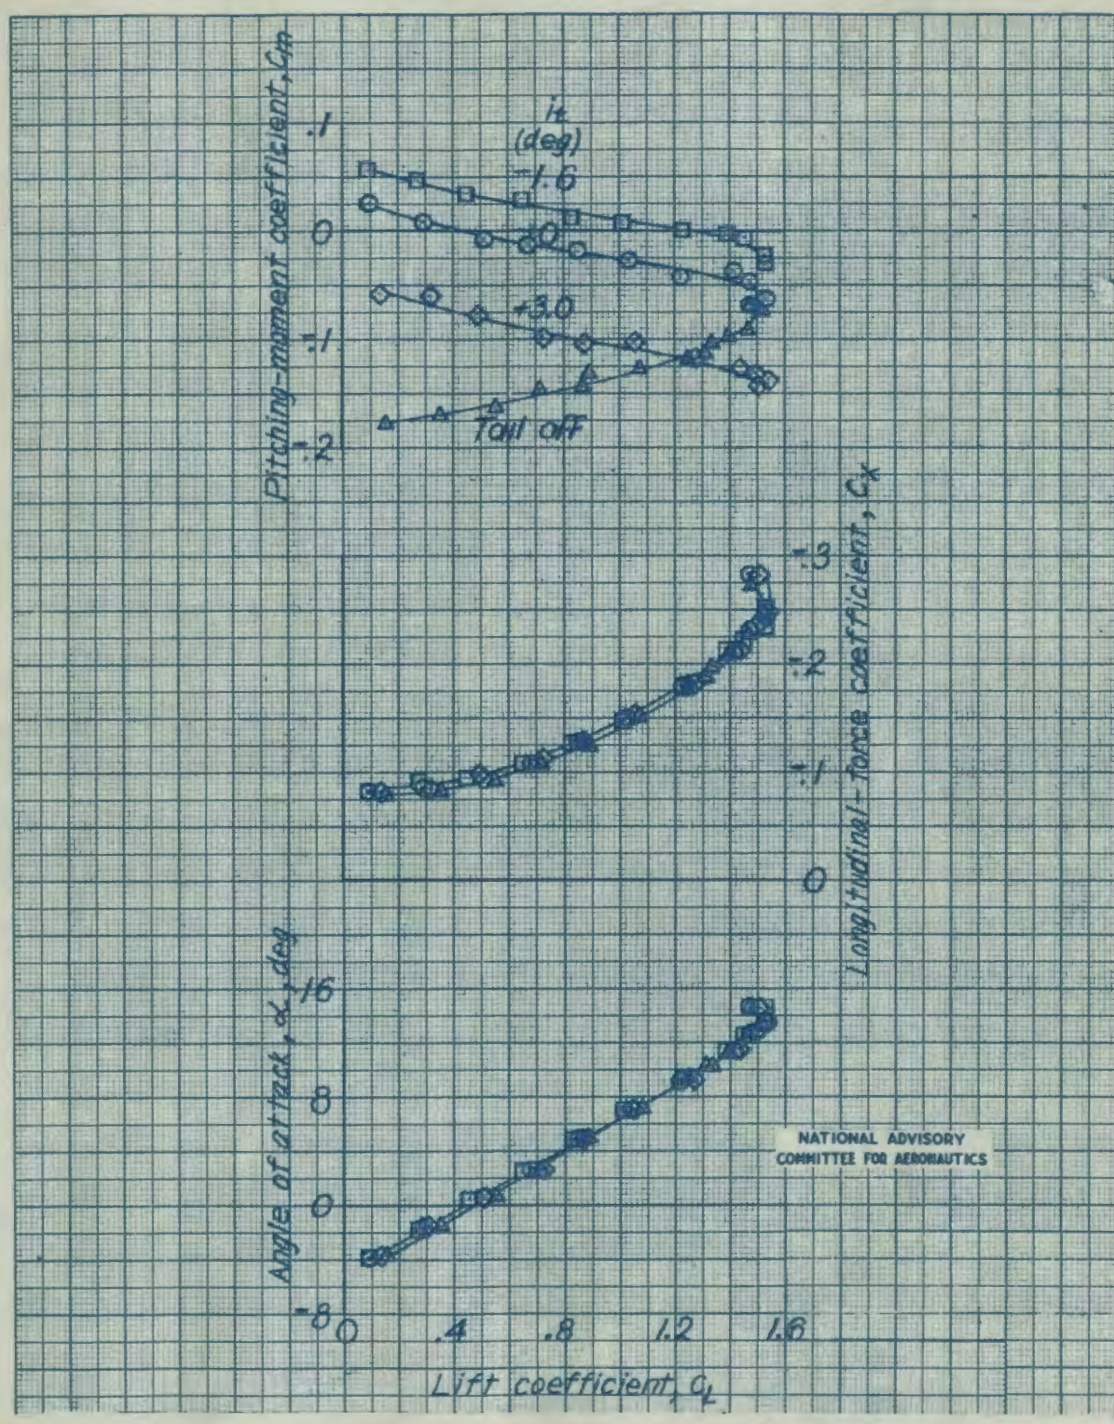 Pitching-moment coefficient, Cm
.1
0
-.1
-.2
it
(deg)
-1.6
0
+3.0
Tail off
Longitudinal-force coefficient, Cx
-.3
-.2
-.1
0
Angle of attack, α, deg
16
8
0
-8
0 .4 .8 1.2 1.6
Lift coefficient, CL
NATIONAL ADVISORY
COMMITTEE FOR AERONAUTICS